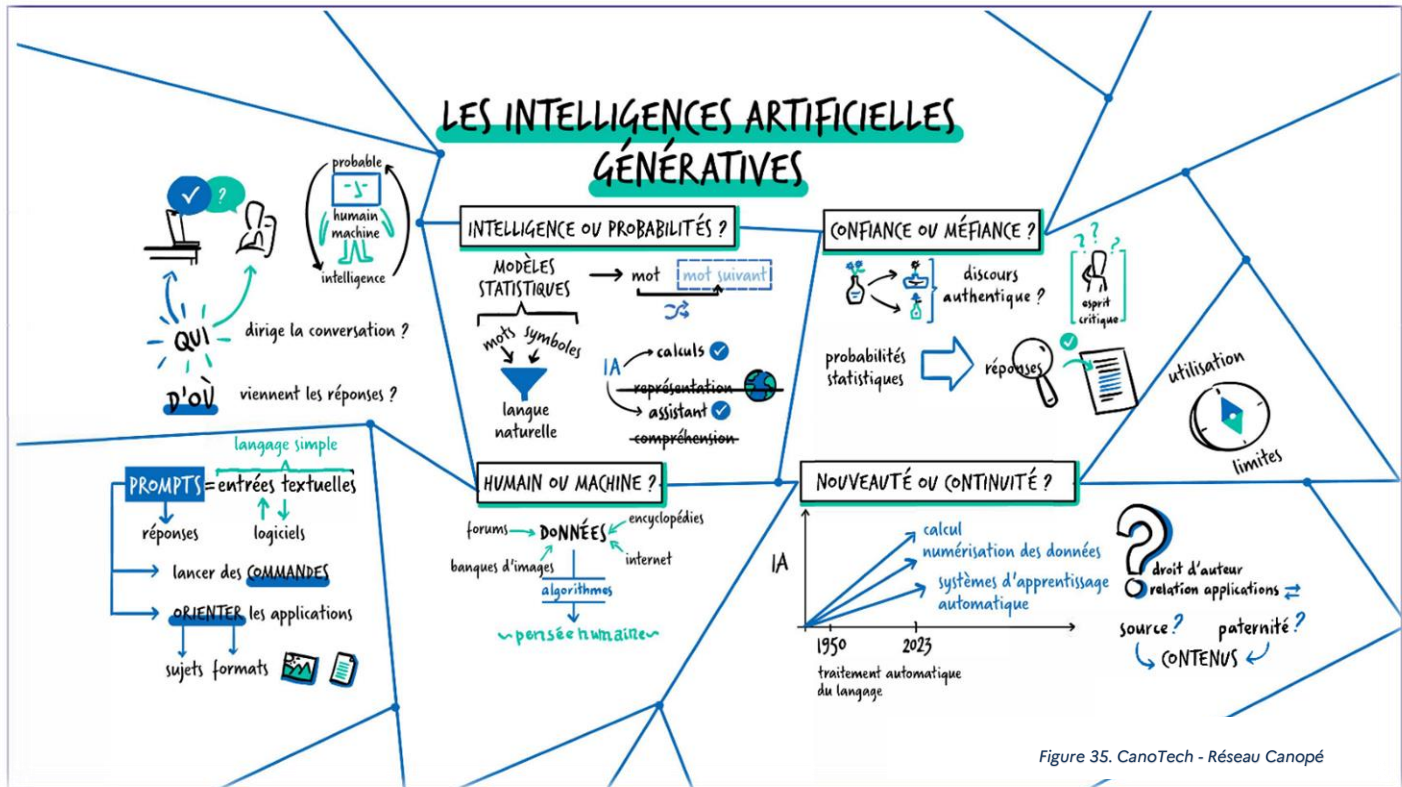 LES INTELLIGENCES ARTIFICIELLES
GÉNÉRATIVES
?
probable
humain
machine
intelligence
QUI
dirige la conversation ?
D'OÙ
viennent les réponses ?
INTELLIGENCE OU PROBABILITÉS ?
MODÈLES
STATISTIQUES
mot
mot suivant
mots
symboles
langue
naturelle
IA
calculs
représentation
assistant
compréhension
CONFIANCE OU MÉFIANCE ?
discours
authentique ?
? ? ?
esprit
critique
probabilités
statistiques
réponses
utilisation
limites
langage simple
PROMPTS = entrées textuelles
réponses
logiciels
lancer des COMMANDES
ORIENTER les applications
sujets formats
HUMAIN OU MACHINE ?
forums
DONNÉES
encyclopédies
banques d'images
internet
algorithmes
~pensée humaine~
NOUVEAUTÉ OU CONTINUITÉ ?
IA
calcul
numérisation des données
systèmes d'apprentissage
automatique
1950
2023
traitement automatique
du langage
?
droit d'auteur
relation applications
source ?
paternité ?
CONTENUS
Figure 35. CanoTech - Réseau Canopé